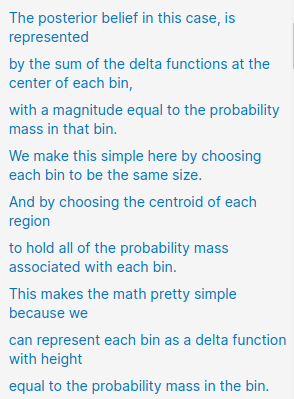 The posterior belief in this case, is
represented
by the sum of the delta functions at the
center of each bin,
with a magnitude equal to the probability
mass in that bin.
We make this simple here by choosing
each bin to be the same size.
And by choosing the centroid of each
region
to hold all of the probability mass
associated with each bin.
This makes the math pretty simple
because we
can represent each bin as a delta function
with height
equal to the probability mass in the bin.